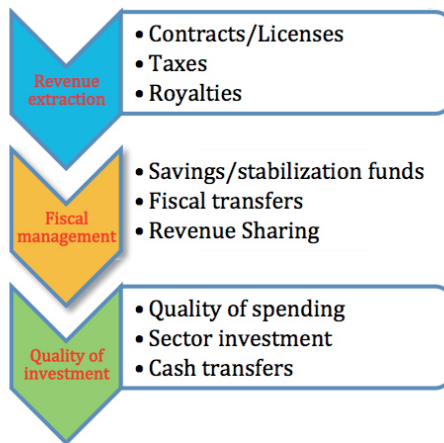 Revenue
extraction
• Contracts/Licenses
• Taxes
• Royalties
Fiscal
management
• Savings/stabilization funds
• Fiscal transfers
• Revenue Sharing
Quality of
investment
• Quality of spending
• Sector investment
• Cash transfers